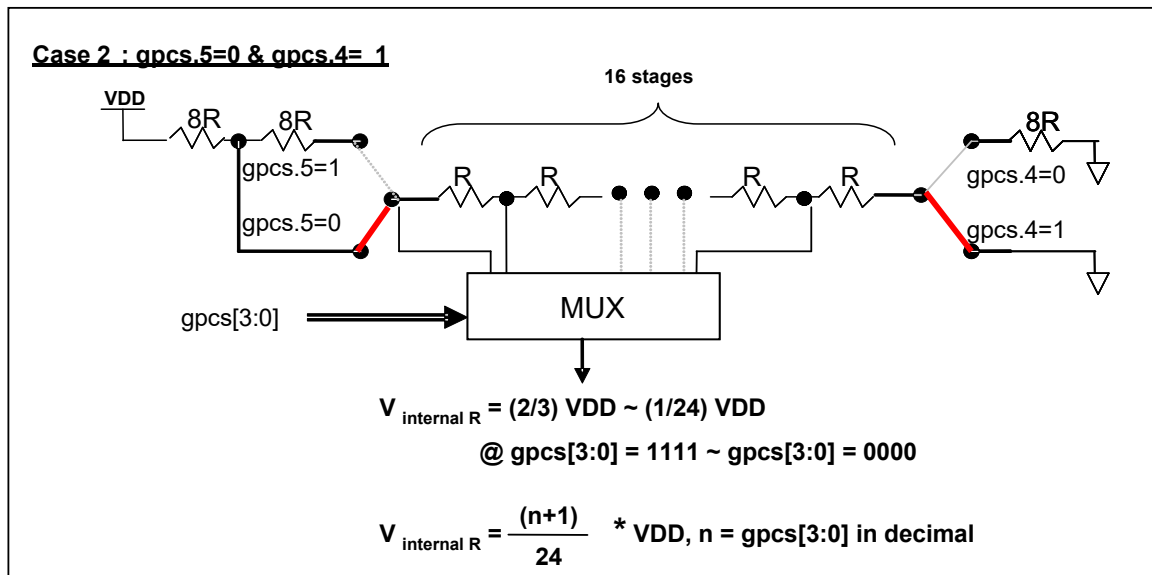 Case 2 : gpcs.5=0 & gpcs.4= 1
16 stages
VDD
8R 8R 8R
gpcs.5=1 gpcs.4=0
R R R R
gpcs.5=0 gpcs.4=1
MUX
gpcs[3:0]
V internal R = (2/3) VDD ~ (1/24) VDD
@ gpcs[3:0] = 1111 ~ gpcs[3:0] = 0000
V internal R = (n+1) / 24 * VDD, n = gpcs[3:0] in decimal